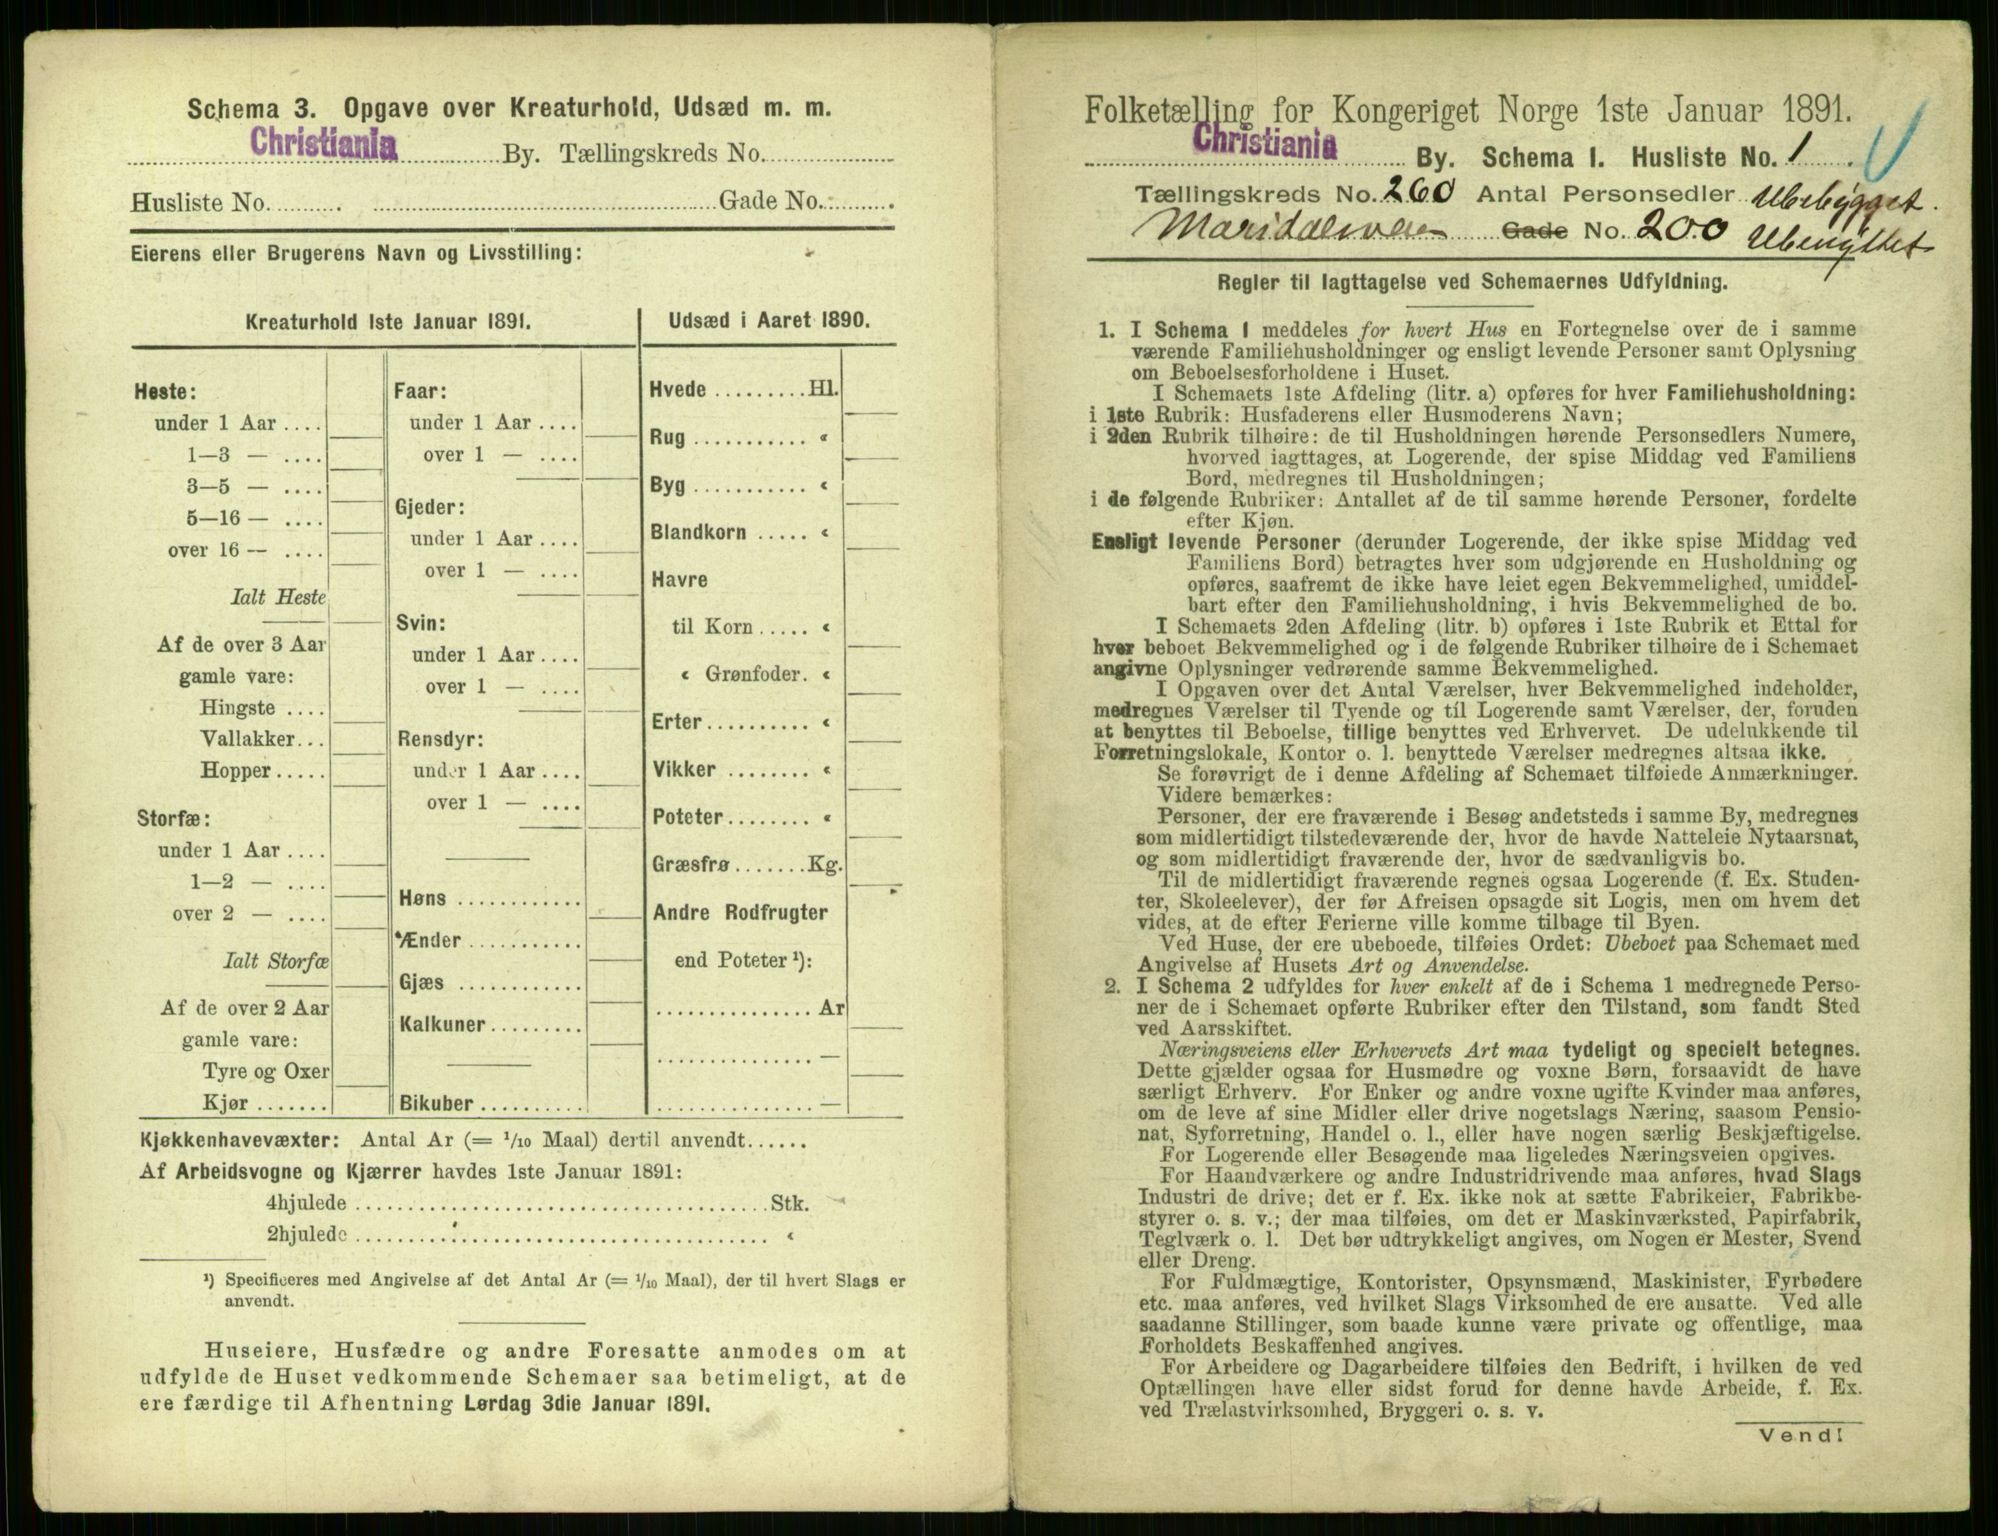 Schema 3. Opgave over Kreaturhold, Udsæd m. m.
Christiania By. Tællingskreds No.
Husliste No. Gade No.
Eierens eller Brugerens Navn og Livsstilling:
Kreaturhold 1ste Januar 1891.
Heste:
under 1 Aar ....
1—3 — ....
3—5 — ....
5—16 — ....
over 16 — ....
Ialt Heste
Af de over 3 Aar
gamle vare:
Hingste ....
Vallakker...
Hopper.....
Storfæ:
under 1 Aar ....
1—2 — ....
over 2 — ....
Ialt Storfæ
Af de over 2 Aar
gamle vare:
Tyre og Oxer
Kjør .......
Faar:
under 1 Aar ....
over 1 — ....
Gjeder:
under 1 Aar ....
over 1 — ....
Svin:
under 1 Aar ....
over 1 — ....
Rensdyr:
under 1 Aar ....
over 1 — ....
Høns ............
Ænder ...........
Gjæs ............
Kalkuner.........
Bikuber..........
Udsæd i Aaret 1890.
Hvede .........Hl.
Rug ........... «
Byg ........... «
Blandkorn ..... «
Havre
til Korn ..... «
« Grønfoder. «
Erter.......... «
Vikker ........ «
Poteter........ «
Græsfrø.......Kg.
Andre Rodfrugter
end Poteter ¹):
............... Ar
............... —
............... —
Kjøkkenhavevæxter: Antal Ar (= 1/10 Maal) dertil anvendt......
Af Arbeidsvogne og Kjærrer havdes 1ste Januar 1891:
4hjulede ........................................Stk.
2hjulede ........................................ «
¹) Specificeres med Angivelse af det Antal Ar (= 1/10 Maal), der til hvert Slags er
anvendt.
Huseiere, Husfædre og andre Foresatte anmodes om at
udfylde de Huset vedkommende Schemaer saa betimeligt, at de
ere færdige til Afhentning Lørdag 3die Januar 1891.
Folketælling for Kongeriget Norge 1ste Januar 1891.
Christiania By. Schema 1. Husliste No. 1
Tællingskreds No. 260 Antal Personsedler Ubebygget.
Maridalsveien Gade No. 200 Ubenyttet
Regler til Iagttagelse ved Schemaernes Udfyldning.
1. I Schema 1 meddeles for hvert Hus en Fortegnelse over de i samme
værende Familiehusholdninger og ensligt levende Personer samt Oplysning
om Beboelsesforholdene i Huset.
I Schemaets 1ste Afdeling (litr. a) opføres for hver Familiehusholdning:
i 1ste Rubrik: Husfaderens eller Husmoderens Navn;
i 2den Rubrik tilhøire: de til Husholdningen hørende Personsedlers Numere,
hvorved iagttages, at Logerende, der spise Middag ved Familiens
Bord, medregnes til Husholdningen;
i de følgende Rubriker: Antallet af de til samme hørende Personer, fordelte
efter Kjøn.
Ensligt levende Personer (derunder Logerende, der ikke spise Middag ved
Familiens Bord) betragtes hver som udgjørende en Husholdning og
opføres, saafremt de ikke have leiet egen Bekvemmelighed, umiddel-
bart efter den Familiehusholdning, i hvis Bekvemmelighed de bo.
I Schemaets 2den Afdeling (litr. b) opføres i 1ste Rubrik et Ettal for
hver beboet Bekvemmelighed og i de følgende Rubriker tilhøire de i Schemaet
angivne Oplysninger vedrørende samme Bekvemmelighed.
I Opgaven over det Antal Værelser, hver Bekvemmelighed indeholder,
medregnes Værelser til Tyende og til Logerende samt Værelser, der, foruden
at benyttes til Beboelse, tillige benyttes ved Erhvervet. De udelukkende til
Forretningslokale, Kontor o. l. benyttede Værelser medregnes altsaa ikke.
Se forøvrigt de i denne Afdeling af Schemaet tilføiede Anmærkninger.
Videre bemærkes:
Personer, der ere fraværende i Besøg andetsteds i samme By, medregnes
som midlertidigt tilstedeværende der, hvor de havde Natteleie Nytaarsnat,
og som midlertidigt fraværende der, hvor de sædvanligvis bo.
Til de midlertidigt fraværende regnes ogsaa Logerende (f. Ex. Studen-
ter, Skoleelever), der før Afreisen opsagde sit Logis, men om hvem det
vides, at de efter Ferierne ville komme tilbage til Byen.
Ved Huse, der ere ubeboede, tilføies Ordet: Ubeboet paa Schemaet med
Angivelse af Husets Art og Anvendelse.
2. I Schema 2 udfyldes for hver enkelt af de i Schema 1 medregnede Perso-
ner de i Schemaet opførte Rubriker efter den Tilstand, som fandt Sted
ved Aarsskiftet.
Næringsveiens eller Erhvervets Art maa tydeligt og specielt betegnes.
Dette gjælder ogsaa for Husmødre og voxne Børn, forsaavidt de have
særligt Erhverv. For Enker og andre voxne ugifte Kvinder maa anføres,
om de leve af sine Midler eller drive nogetslags Næring, saasom Pensio-
nat, Syforretning, Handel o. l., eller have nogen særlig Beskjæftigelse.
For Logerende eller Besøgende maa ligeledes Næringsveien opgives.
For Haandværkere og andre Industridrivende maa anføres, hvad Slags
Industri de drive; det er f. Ex. ikke nok at sætte Fabrikeier, Fabrikbe-
styrer o. s. v.; der maa tilføies, om det er Maskinværksted, Papirfabrik,
Teglværk o. l. Det bør udtrykkeligt angives, om Nogen er Mester, Svend
eller Dreng.
For Fuldmægtige, Kontorister, Opsynsmænd, Maskinister, Fyrbødere
etc. maa anføres, ved hvilket Slags Virksomhed de ere ansatte. Ved alle
saadanne Stillinger, som baade kunne være private og offentlige, maa
Forholdets Beskaffenhed angives.
For Arbeidere og Dagarbeidere tilføies den Bedrift, i hvilken de ved
Optællingen have eller sidst forud for denne havde Arbeide, f. Ex.
ved Trælastvirksomhed, Bryggeri o. s. v.
Vend!